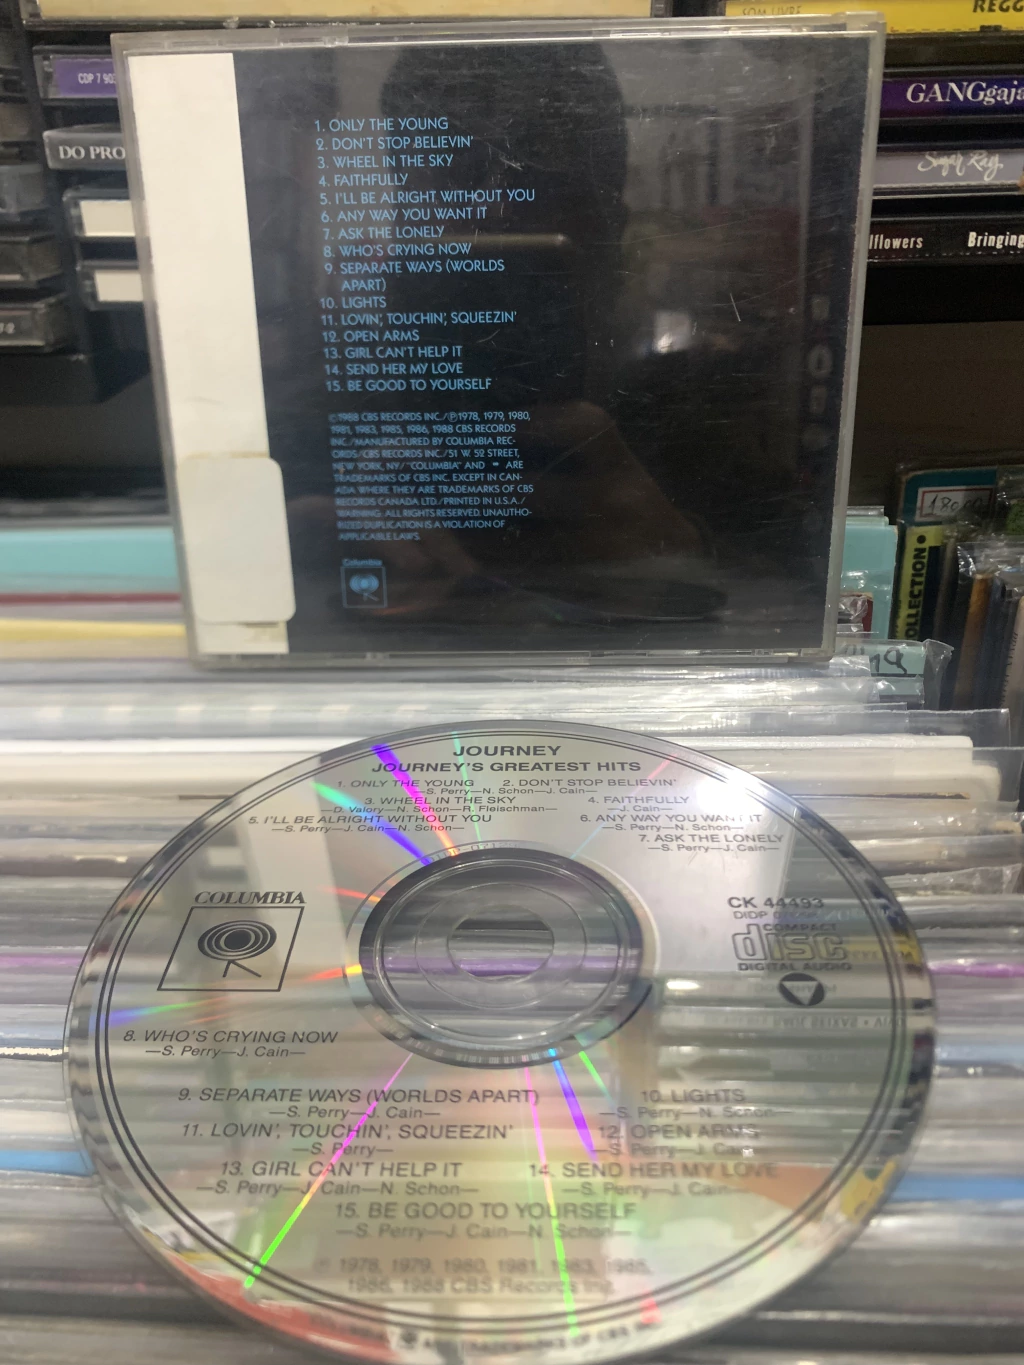 SOM LIVRE
REGG
CDP 7 90
GANGgaja
DO PRO
Sugar Ray
llflowers
Bringing
1. ONLY THE YOUNG
2. DON'T STOP BELIEVIN'
3. WHEEL IN THE SKY
4. FAITHFULLY
5. I'LL BE ALRIGHT WITHOUT YOU
6. ANY WAY YOU WANT IT
7. ASK THE LONELY
8. WHO'S CRYING NOW
9. SEPARATE WAYS (WORLDS
APART)
10. LIGHTS
11. LOVIN', TOUCHIN', SQUEEZIN'
12. OPEN ARMS
13. GIRL CAN'T HELP IT
14. SEND HER MY LOVE
15. BE GOOD TO YOURSELF
©1988 CBS RECORDS INC./Ⓟ1978, 1979, 1980,
1981, 1983, 1985, 1986, 1988 CBS RECORDS
INC./MANUFACTURED BY COLUMBIA REC-
ORDS/CBS RECORDS INC./51 W. 52 STREET,
NEW YORK, NY/"COLUMBIA" AND ARE
TRADEMARKS OF CBS INC. EXCEPT IN CAN-
ADA WHERE THEY ARE TRADEMARKS OF CBS
RECORDS CANADA LTD./PRINTED IN U.S.A./
WARNING: ALL RIGHTS RESERVED. UNAUTHO-
RIZED DUPLICATION IS A VIOLATION OF
APPLICABLE LAWS.
Columbia
OLLECTION
JOURNEY
JOURNEY'S GREATEST HITS
1. ONLY THE YOUNG 2. DON'T STOP BELIEVIN'
—S. Perry—N. Schon—J. Cain—
3. WHEEL IN THE SKY 4. FAITHFULLY
—D. Valory—N. Schon—R. Fleischman— —J. Cain—
5. I'LL BE ALRIGHT WITHOUT YOU 6. ANY WAY YOU WANT IT
—S. Perry—J. Cain—N. Schon— —S. Perry—N. Schon—
7. ASK THE LONELY
—S. Perry—J. Cain—
COLUMBIA
CK 44493
DIDP
COMPACT
disc
DIGITAL AUDIO
8. WHO'S CRYING NOW
—S. Perry—J. Cain—
9. SEPARATE WAYS (WORLDS APART) 10. LIGHTS
—S. Perry—J. Cain— —S. Perry—N. Schon—
11. LOVIN', TOUCHIN', SQUEEZIN' 12. OPEN ARMS
—S. Perry— —S. Perry—J. Cain—
13. GIRL CAN'T HELP IT 14. SEND HER MY LOVE
—S. Perry—J. Cain—N. Schon— —S. Perry—J. Cain—
15. BE GOOD TO YOURSELF
—S. Perry—J. Cain—N. Schon—
Ⓟ 1978, 1979, 1980, 1981, 1983, 1985,
1986, 1988 CBS Records Inc.